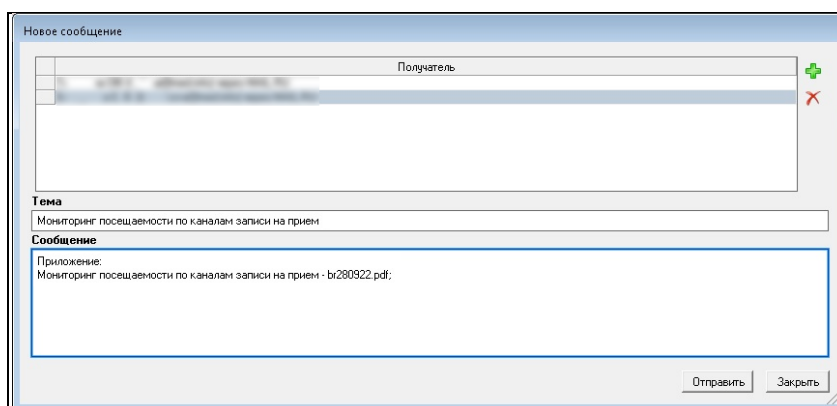 Новое сообщение
Получатель
Тема
Мониторинг посещаемости по каналам записи на прием
Сообщение
Приложение:
Мониторинг посещаемости по каналам записи на прием - br280922.pdf;
Отправить
Закрыть